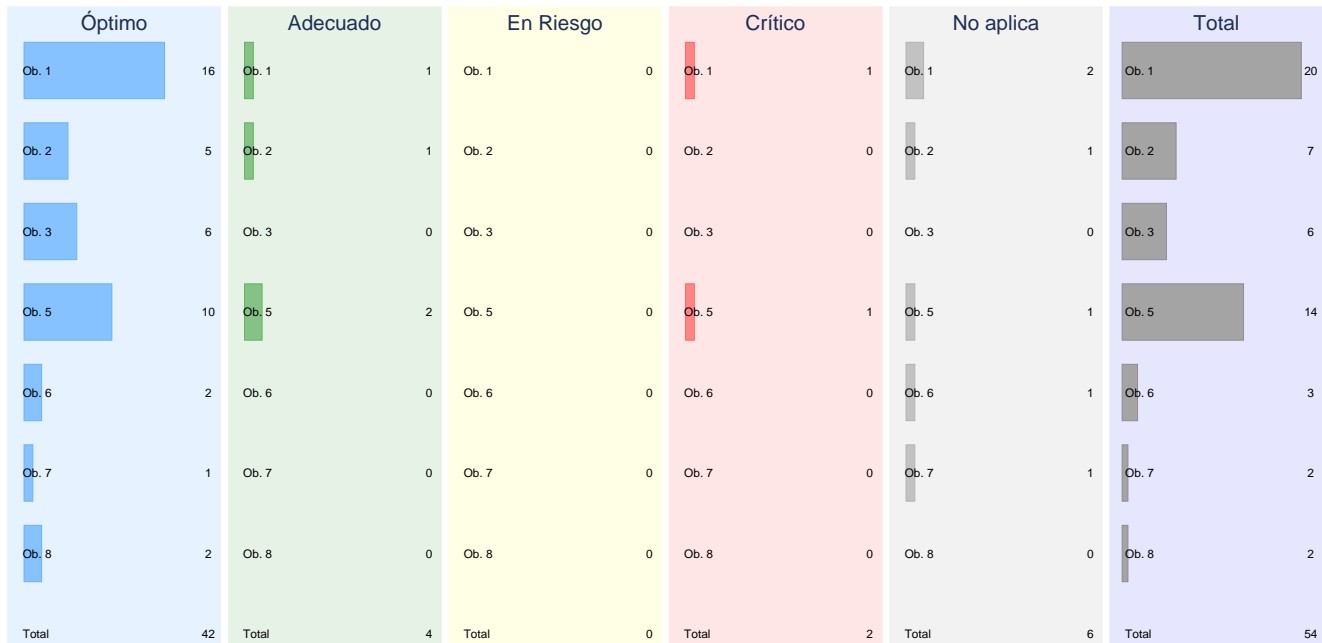 Óptimo Adecuado En Riesgo Crítico No aplica Total
Ob. 1 16 Ob. 1 1 Ob. 1 0 Ob. 1 1 Ob. 1 2 Ob. 1 20
Ob. 2 5 Ob. 2 1 Ob. 2 0 Ob. 2 0 Ob. 2 1 Ob. 2 7
Ob. 3 6 Ob. 3 0 Ob. 3 0 Ob. 3 0 Ob. 3 0 Ob. 3 6
Ob. 5 10 Ob. 5 2 Ob. 5 0 Ob. 5 1 Ob. 5 1 Ob. 5 14
Ob. 6 2 Ob. 6 0 Ob. 6 0 Ob. 6 0 Ob. 6 1 Ob. 6 3
Ob. 7 1 Ob. 7 0 Ob. 7 0 Ob. 7 0 Ob. 7 1 Ob. 7 2
Ob. 8 2 Ob. 8 0 Ob. 8 0 Ob. 8 0 Ob. 8 0 Ob. 8 2
Total 42 Total 4 Total 0 Total 2 Total 6 Total 54